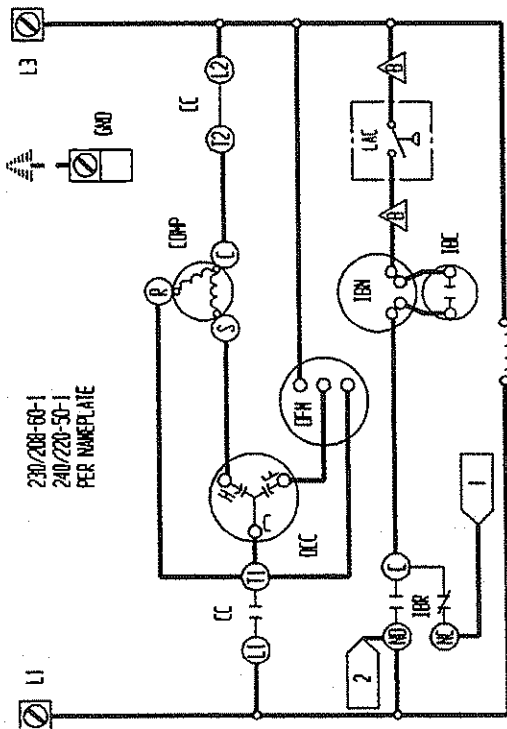 L1
L3
230/208-60-1
240/220-50-1
PER NAMEPLATE
GND
CC
L1
T1
COMP
R
S
C
CC
T2
L2
H
F
C
DCC
OFM
2
NO
C
IBR
NC
1
IBM
IBC
B
LAC
B